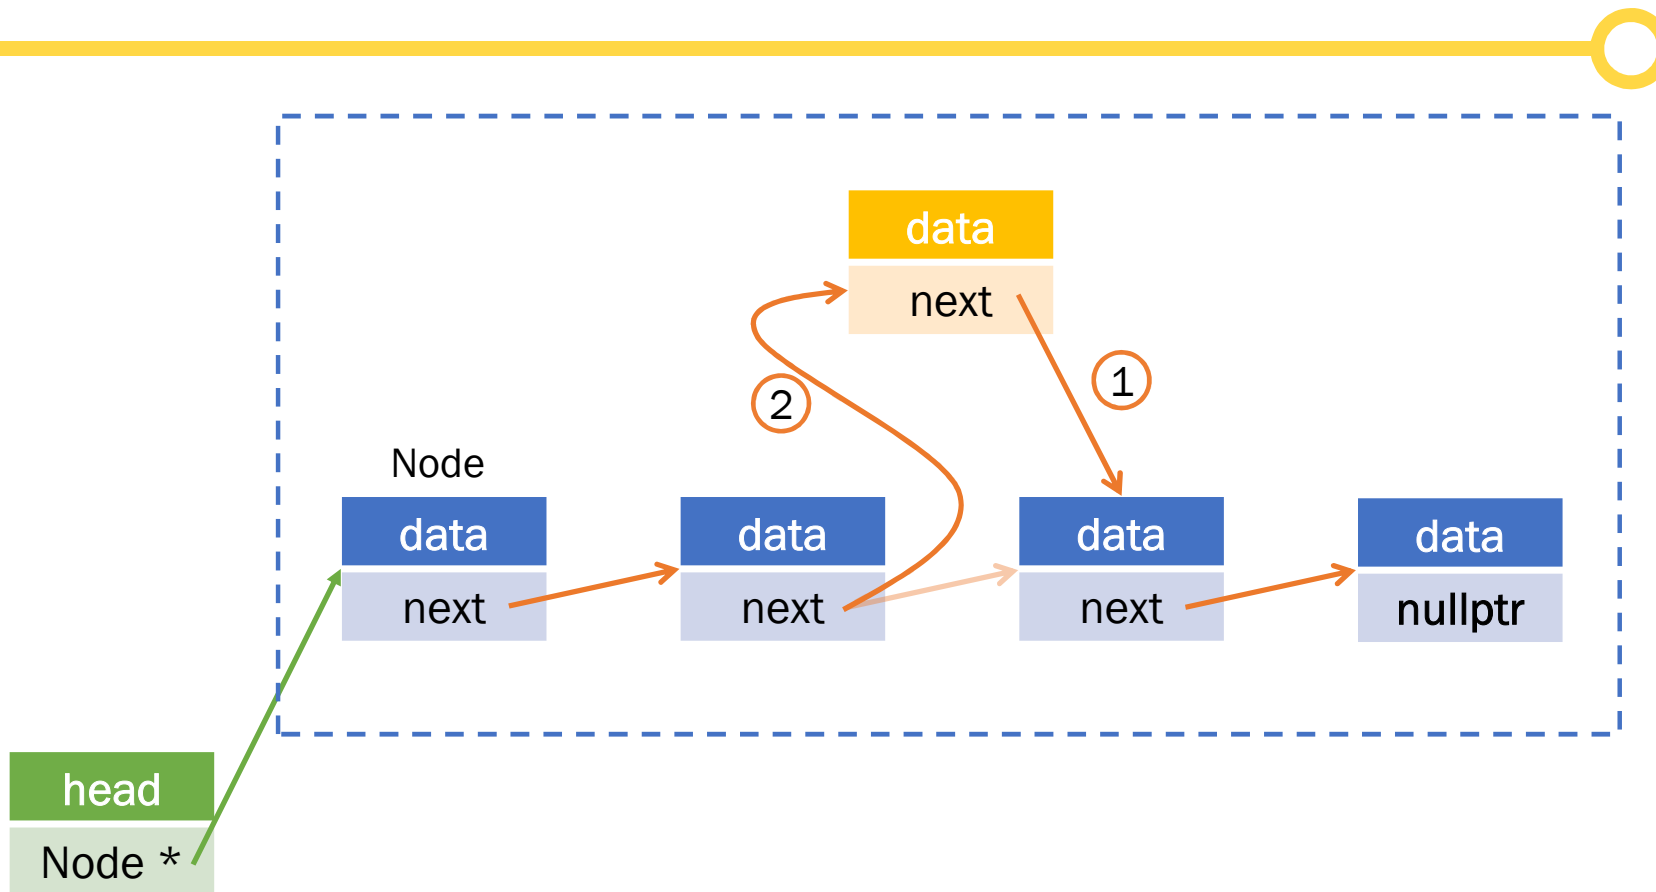 data
next
1
2
Node
data
data
data
data
next
next
next
nullptr
head
Node *